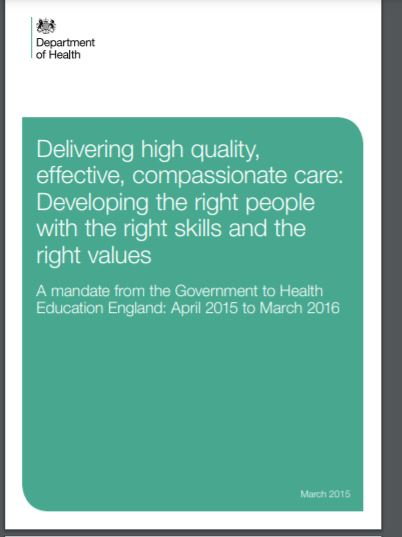 Department
of Health
Delivering high quality,
effective, compassionate care:
Developing the right people
with the right skills and the
right values
A mandate from the Government to Health
Education England: April 2015 to March 2016
March 2015